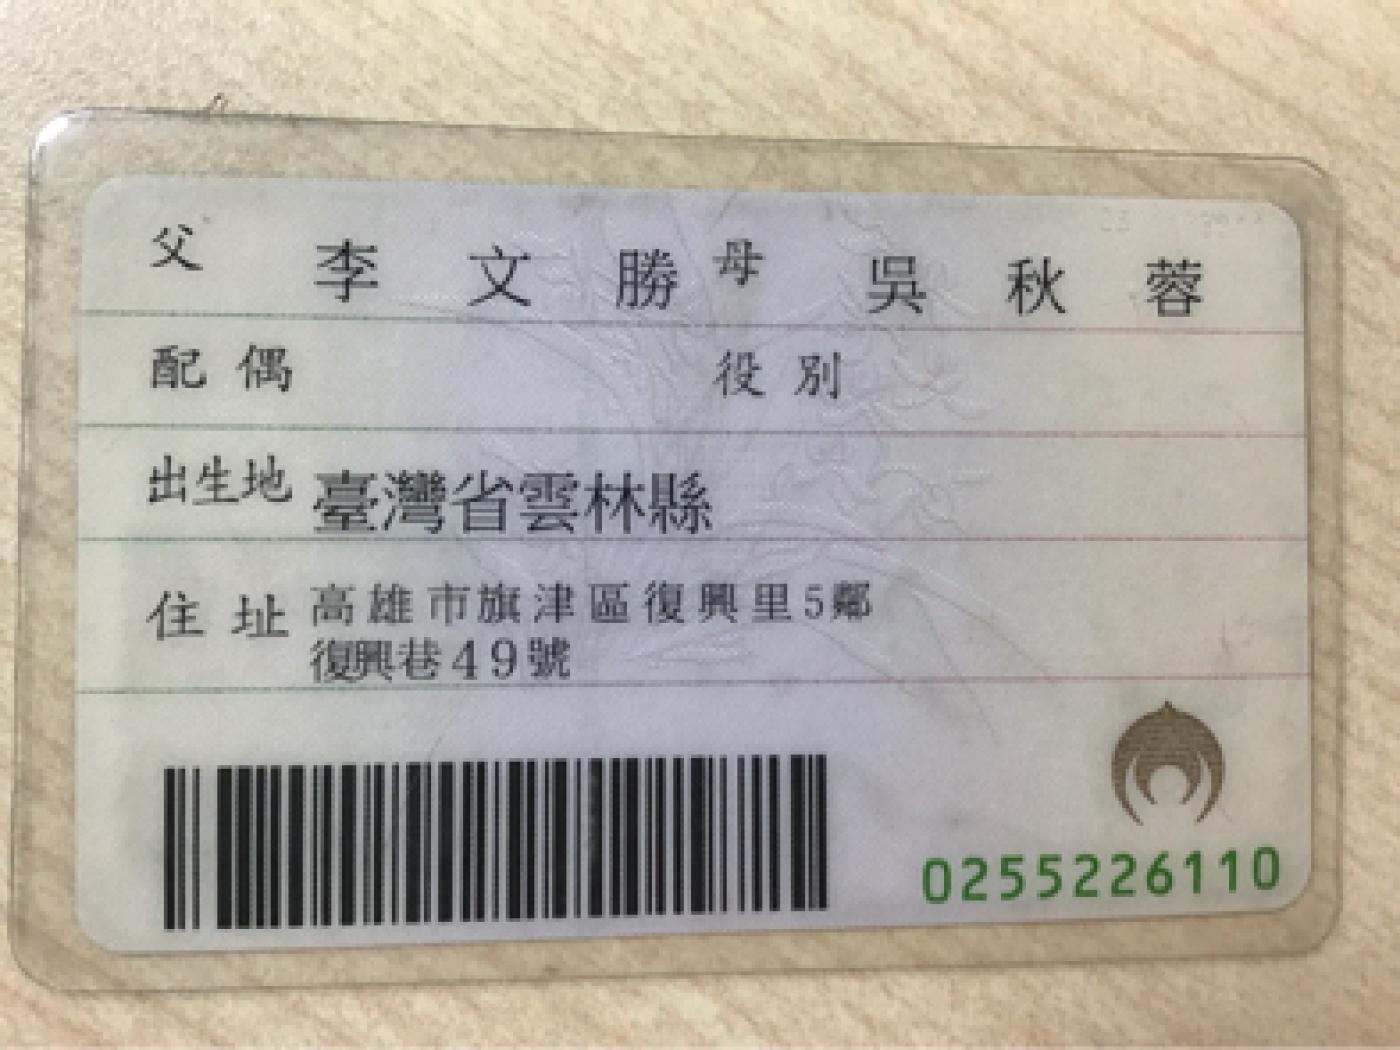 父 李文勝 母 吳秋蓉
配偶 役別
出生地 臺灣省雲林縣
住址 高雄市旗津區復興里5鄰
復興巷49號
0255226110